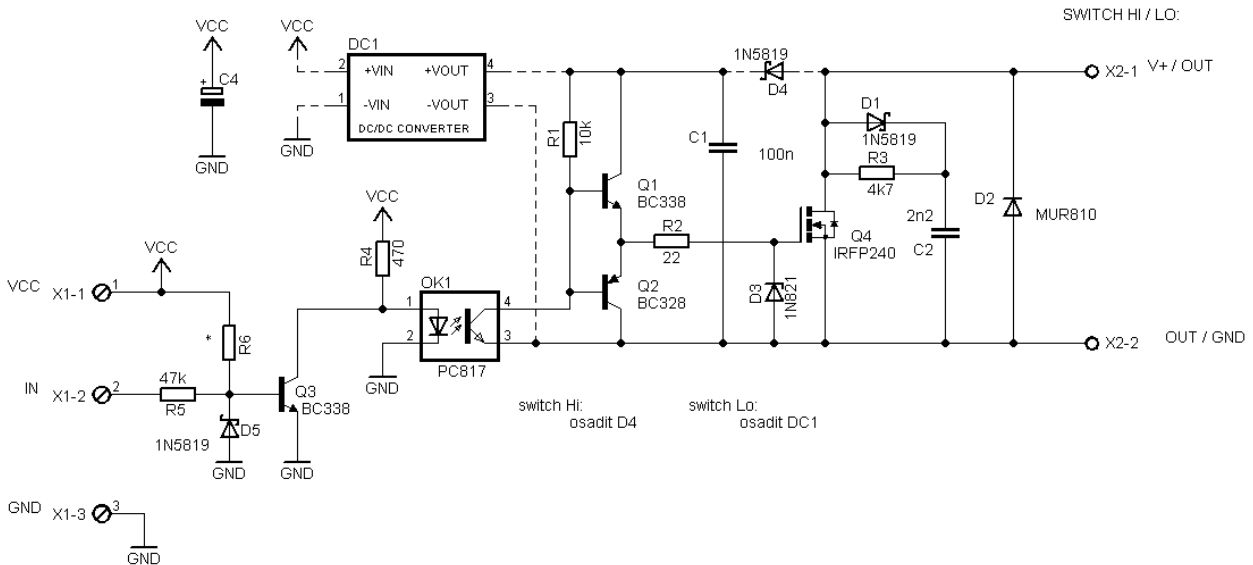 SWITCH HI / LO:
VCC
VCC
DC1
+
C4
GND
2 +VIN +VOUT 4
1 -VIN -VOUT 3
DC/DC CONVERTER
GND
1N5819
D4
X2-1 V+ / OUT
R1
10k
C1
100n
D1
1N5819
R3
4k7
Q1
BC338
R2
22
Q4
IRFP240
2n2
C2
D2
MUR810
VCC
R4
470
Q2
BC328
D3
1N821
VCC
VCC X1-1 1
OK1
1 4
2 3
PC817
GND
X2-2 OUT / GND
*
R6
IN X1-2 2
47k
R5
Q3
BC338
1N5819
D5
GND
GND
switch Hi:
osadit D4
switch Lo:
osadit DC1
GND X1-3 3
GND